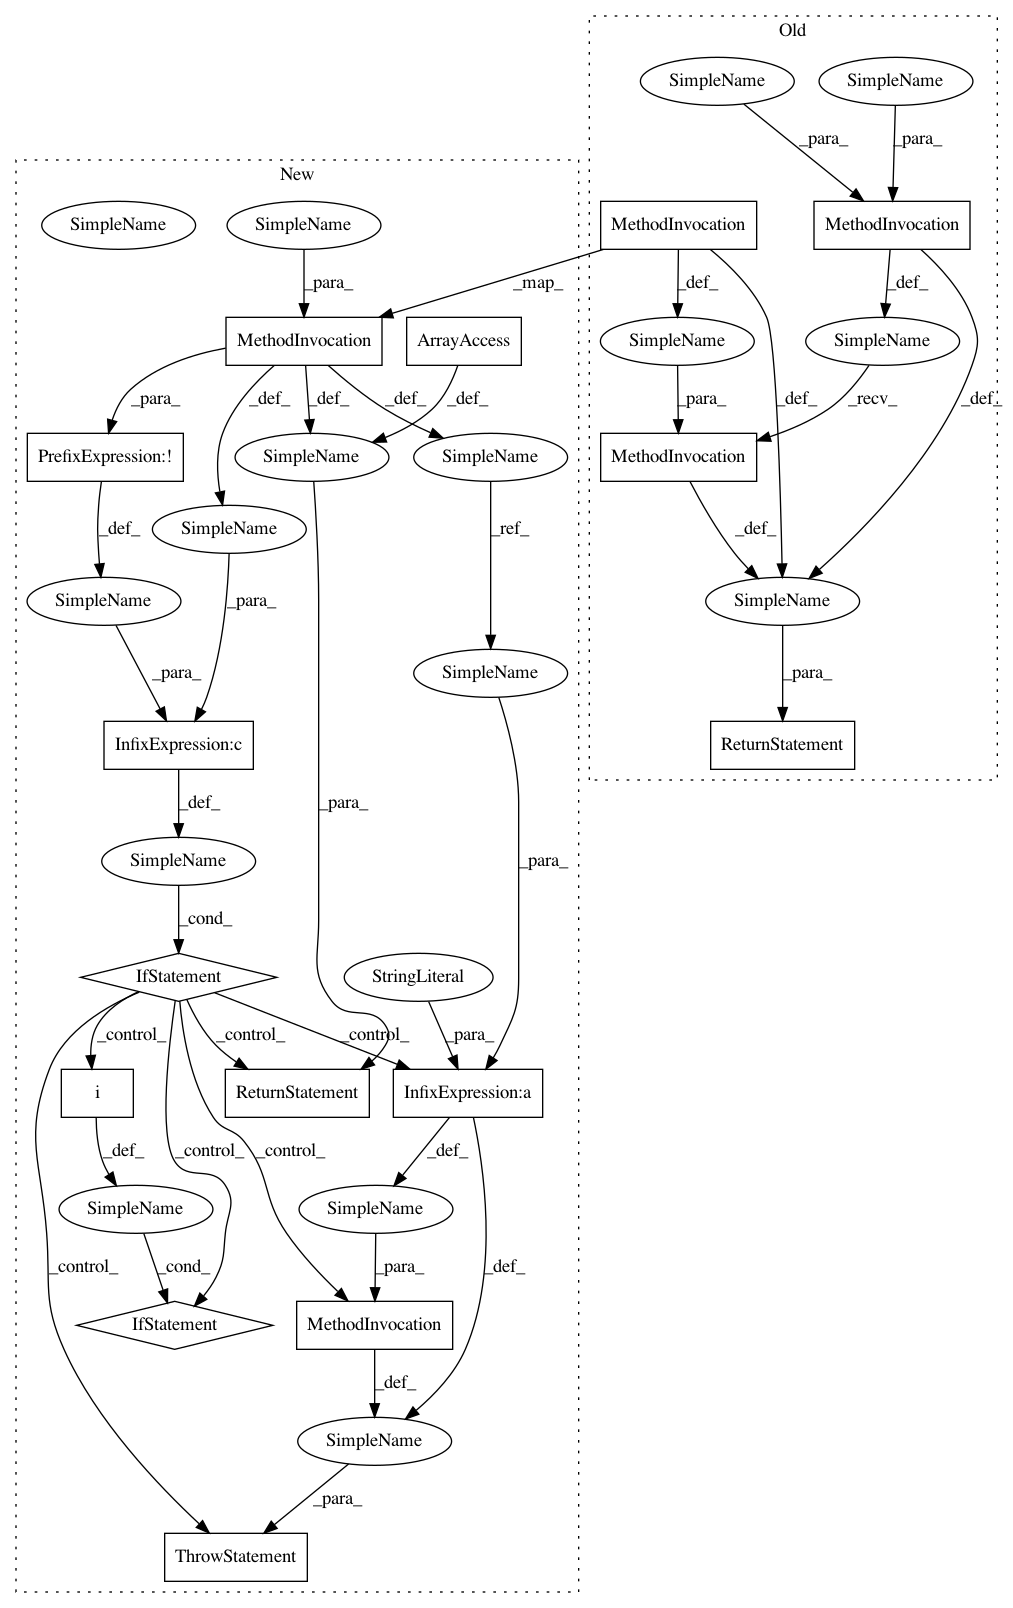 Old
SimpleName SimpleName
_para_ _para_
New
SimpleName SimpleName MethodInvocation MethodInvocation
_para_ _map_ _def_ _def_
MethodInvocation ArrayAccess SimpleName SimpleName
_para_ _def_ _def_ _def_ _def_ _para_ _def_ _recv_ _def_
PrefixExpression:! SimpleName SimpleName MethodInvocation
_def_ SimpleName _ref_ _def_
SimpleName _para_ SimpleName
_para_ SimpleName _para_
InfixExpression:c ReturnStatement
_def_ _para_
SimpleName _para_
_cond_
IfStatement StringLiteral
_control_ _control_ _control_ _para_
i ReturnStatement InfixExpression:a
_def_ _control_ _control_ _def_
SimpleName SimpleName
_control_ _cond_ _para_ _def_
IfStatement MethodInvocation
_def_
SimpleName
_para_
ThrowStatement